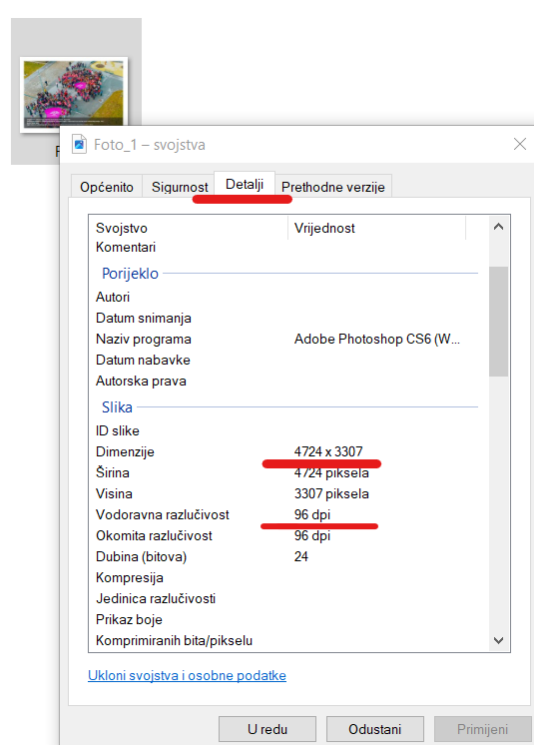 Foto_1 – svojstva
Općenito Sigurnost Detalji Prethodne verzije
Svojstvo Vrijednost
Komentari
Porijeklo
Autori
Datum snimanja
Naziv programa Adobe Photoshop CS6 (W...
Datum nabavke
Autorska prava
Slika
ID slike
Dimenzije 4724 x 3307
Širina 4724 piksela
Visina 3307 piksela
Vodoravna razlučivost 96 dpi
Okomita razlučivost 96 dpi
Dubina (bitova) 24
Kompresija
Jedinica razlučivosti
Prikaz boje
Komprimiranih bita/pikselu
Ukloni svojstva i osobne podatke
U redu Odustani Primijeni